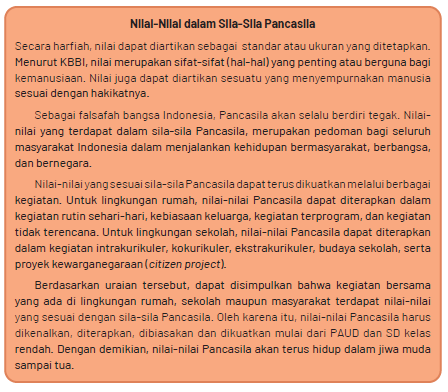 Nilai-Nilai dalam Sila-Sila Pancasila
Secara harfiah, nilai dapat diartikan sebagai standar atau ukuran yang ditetapkan.
Menurut KBBI, nilai merupakan sifat-sifat (hal-hal) yang penting atau berguna bagi
kemanusiaan. Nilai juga dapat diartikan sesuatu yang menyempurnakan manusia
sesuai dengan hakikatnya.
Sebagai falsafah bangsa Indonesia, Pancasila akan selalu berdiri tegak. Nilai-
nilai yang terdapat dalam sila-sila Pancasila, merupakan pedoman bagi seluruh
masyarakat Indonesia dalam menjalankan kehidupan bermasyarakat, berbangsa,
dan bernegara.
Nilai-nilai yang sesuai sila-sila Pancasila dapat terus dikuatkan melalui berbagai
kegiatan. Untuk lingkungan rumah, nilai-nilai Pancasila dapat diterapkan dalam
kegiatan rutin sehari-hari, kebiasaan keluarga, kegiatan terprogram, dan kegiatan
tidak terencana. Untuk lingkungan sekolah, nilai-nilai Pancasila dapat diterapkan
dalam kegiatan intrakurikuler, kokurikuler, ekstrakurikuler, budaya sekolah, serta
proyek kewarganegaraan (citizen project).
Berdasarkan uraian tersebut, dapat disimpulkan bahwa kegiatan bersama
yang ada di lingkungan rumah, sekolah maupun masyarakat terdapat nilai-nilai
yang sesuai dengan sila-sila Pancasila. Oleh karena itu, nilai-nilai Pancasila harus
dikenalkan, diterapkan, dibiasakan dan dikuatkan mulai dari PAUD dan SD kelas
rendah. Dengan demikian, nilai-nilai Pancasila akan terus hidup dalam jiwa muda
sampai tua.